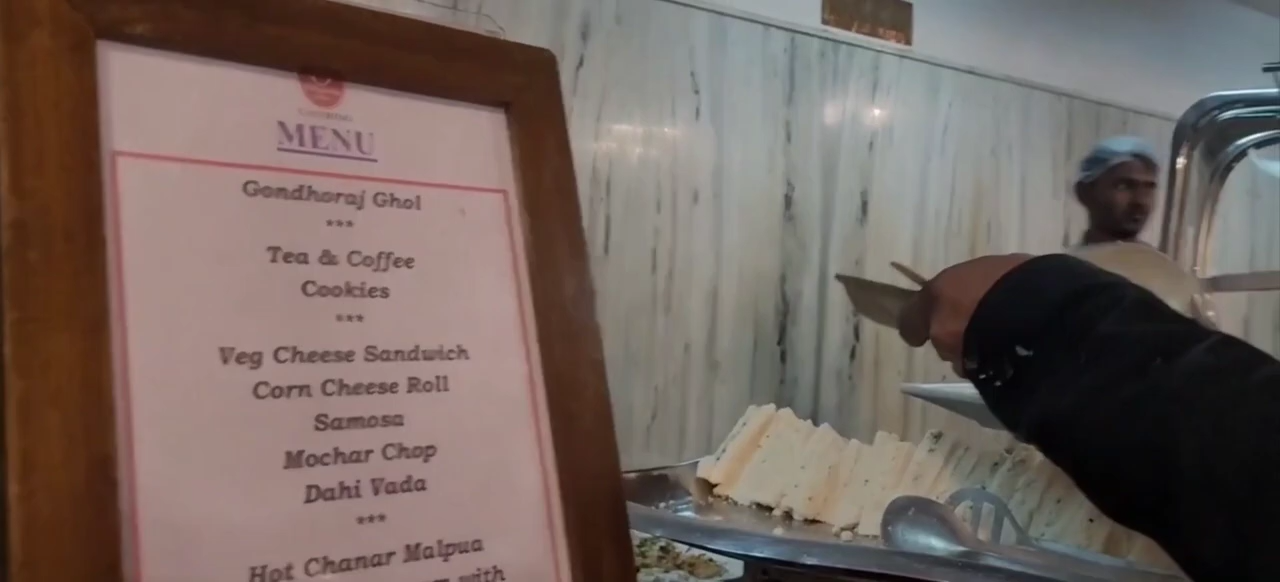 MENU
Gondhoraj Ghol
***
Tea & Coffee
Cookies
***
Veg Cheese Sandwich
Corn Cheese Roll
Samosa
Mochar Chop
Dahi Vada
***
Hot Chanar Malpua
with